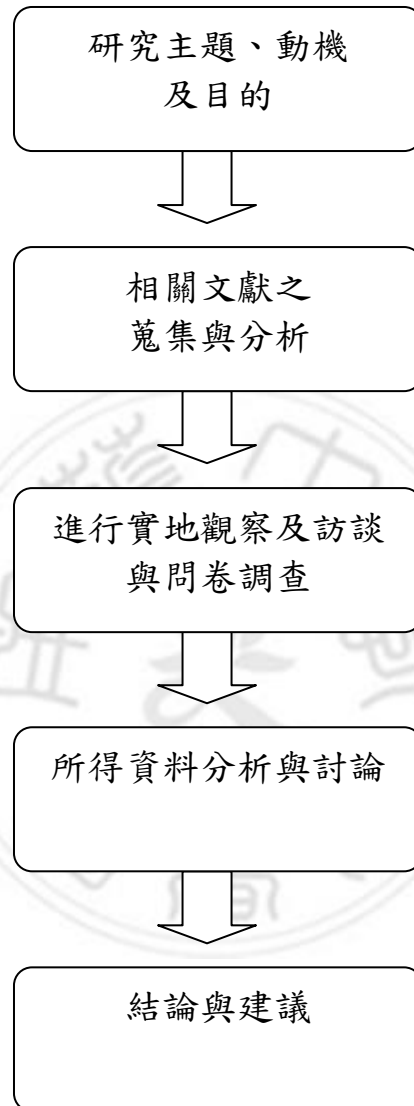 研究主題、動機
及目的
相關文獻之
蒐集與分析
進行實地觀察及訪談
與問卷調查
所得資料分析與討論
結論與建議